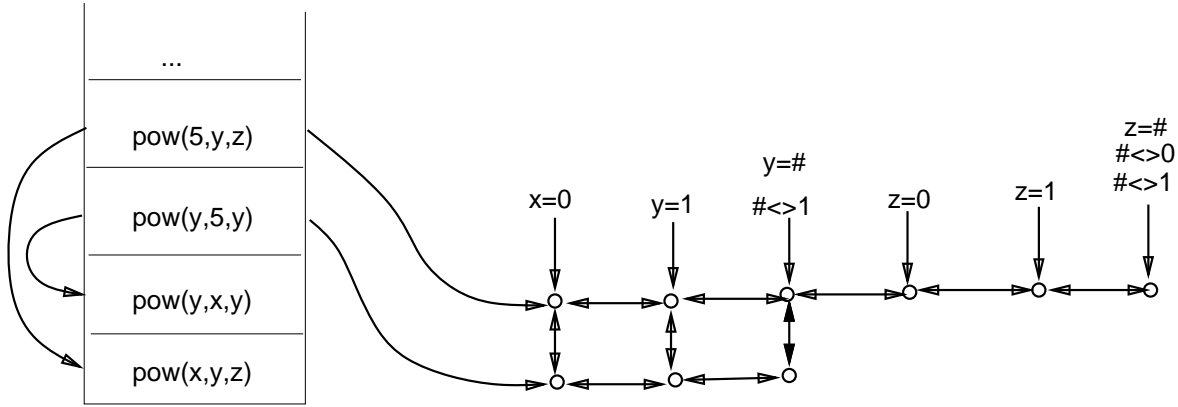 ...
pow(5,y,z)
pow(y,5,y)
pow(y,x,y)
pow(x,y,z)
x=0
y=1
y=#
#<>1
z=0
z=1
z=#
#<>0
#<>1